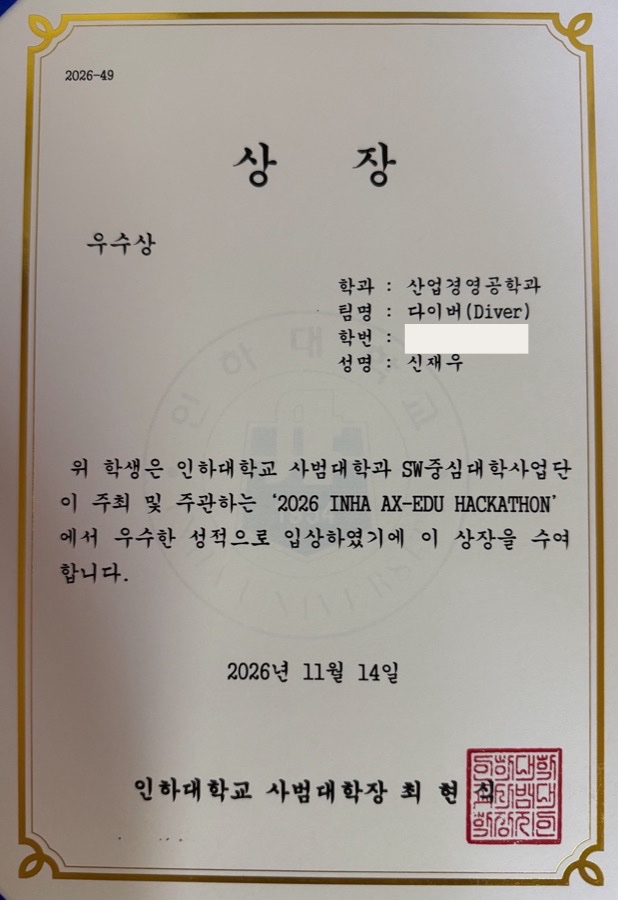 2026-49
상 장
우수상
학과 : 산업경영공학과
팀명 : 다이버(Diver)
학번 :
성명 : 신재우
위 학생은 인하대학교 사범대학과 SW중심대학사업단
이 주최 및 주관하는 ‘2026 INHA AX-EDU HACKATHON’
에서 우수한 성적으로 입상하였기에 이 상장을 수여
합니다.
2026년 11월 14일
인하대학교 사범대학장 최 현
인하대학교